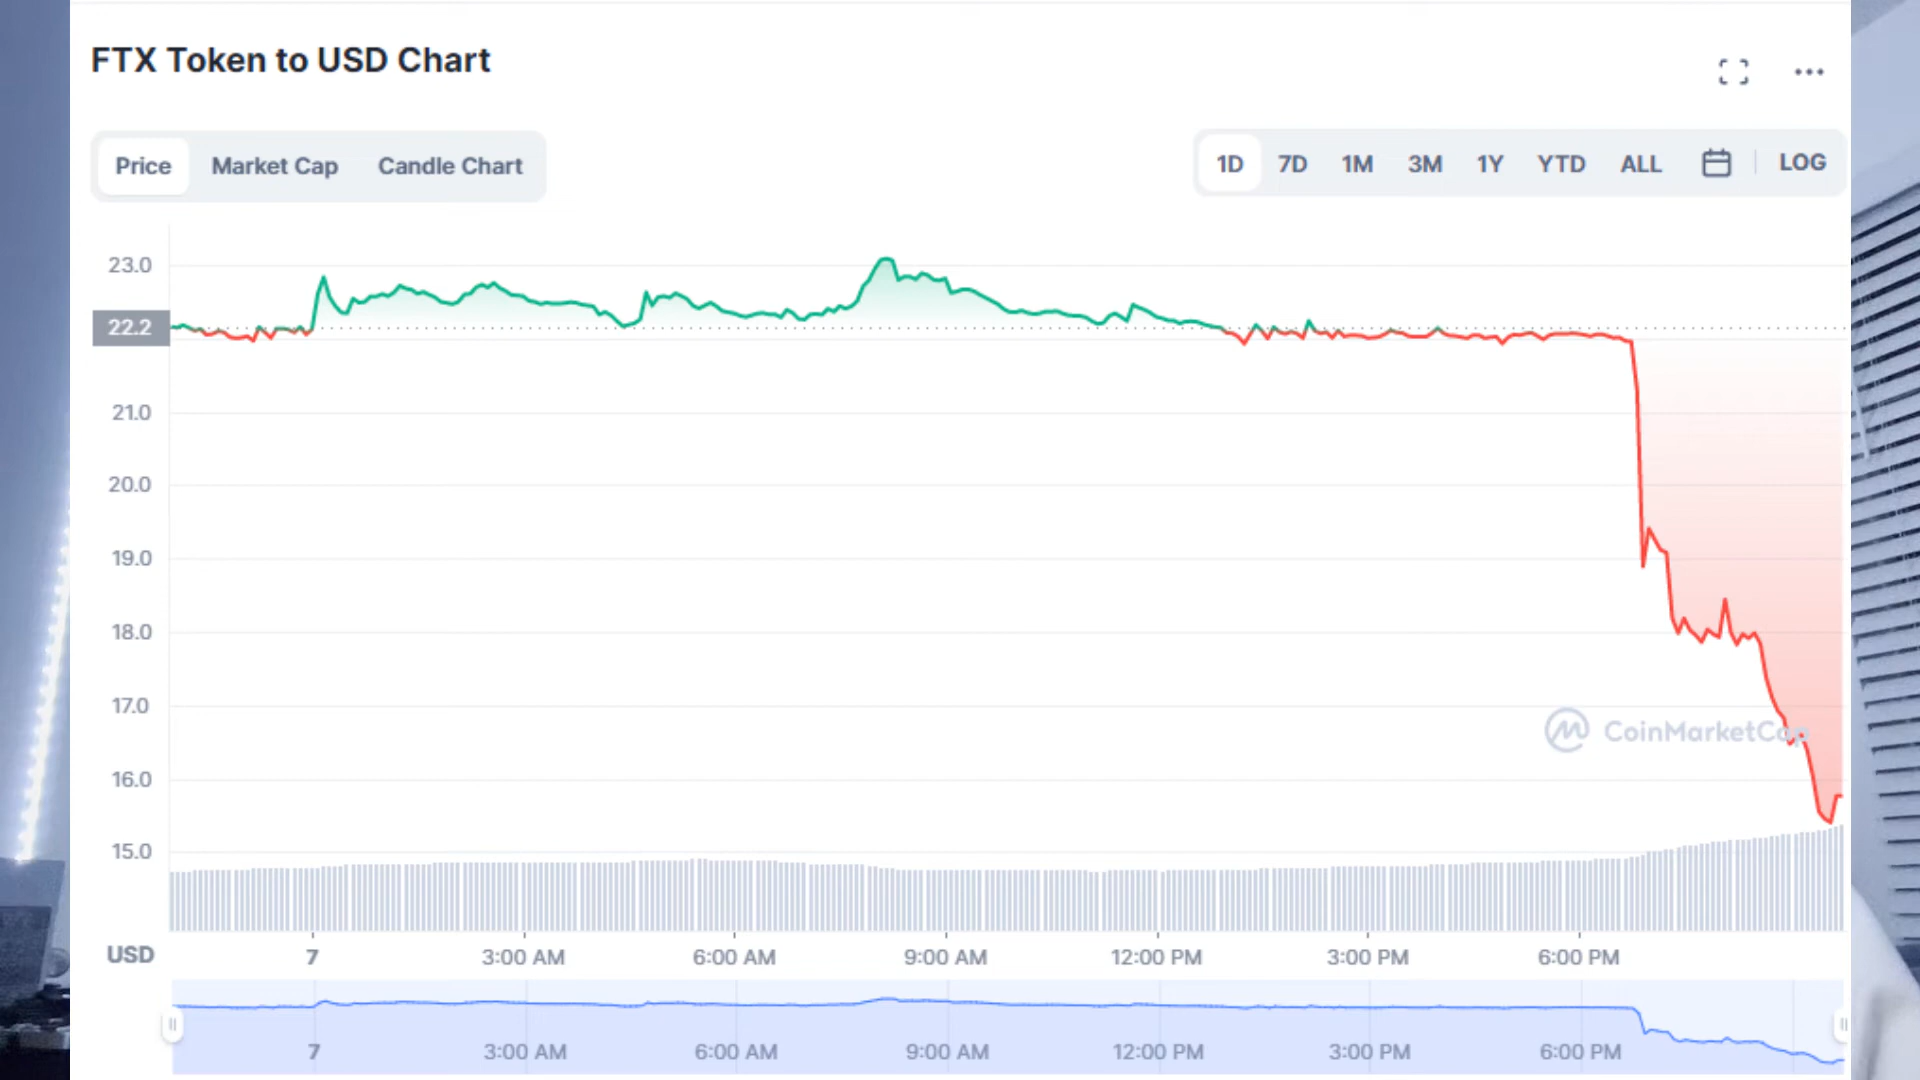 FTX Token to USD Chart
Price Market Cap Candle Chart
1D 7D 1M 3M 1Y YTD ALL LOG
23.0
22.2
21.0
20.0
19.0
18.0
17.0
CoinMarketCap
16.0
15.0
USD 7 3:00 AM 6:00 AM 9:00 AM 12:00 PM 3:00 PM 6:00 PM
7 3:00 AM 6:00 AM 9:00 AM 12:00 PM 3:00 PM 6:00 PM